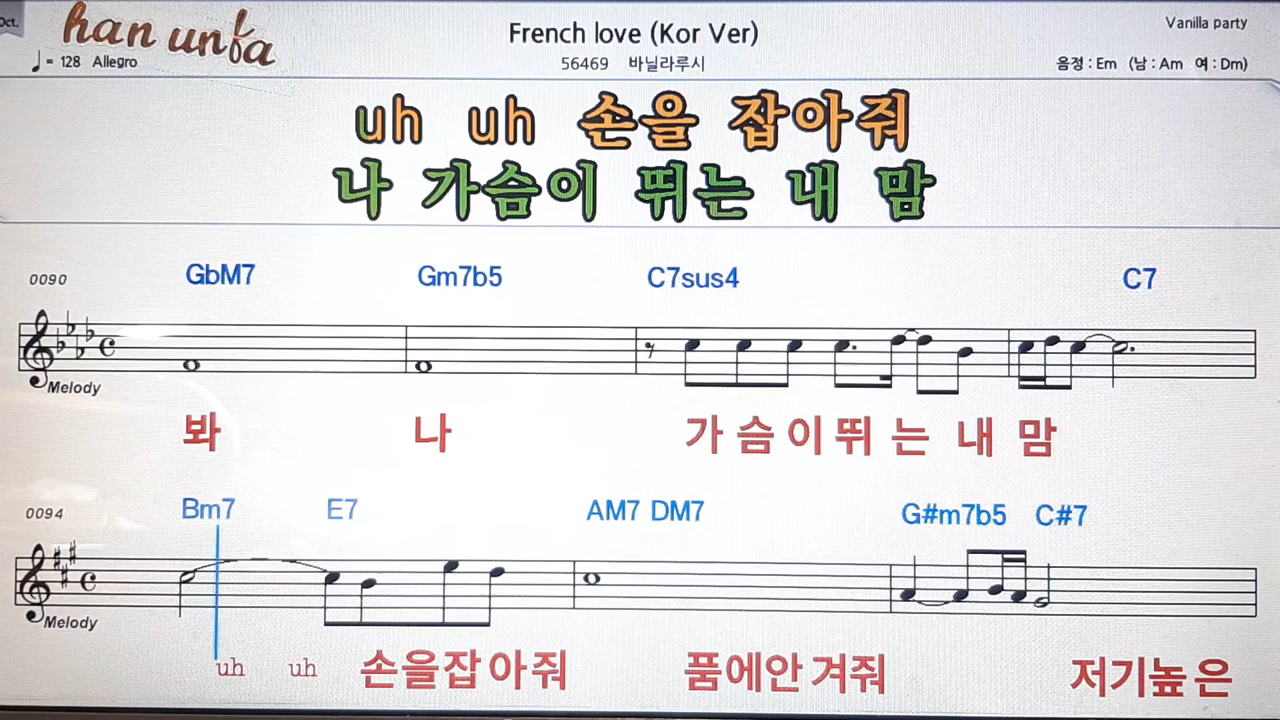 Oct.
han unfa
French love (Kor Ver)
Vanilla party
♩= 128 Allegro
56469 바닐라루시
음정 : Em (남 : Am 여 : Dm)
uh uh 손을 잡아줘
나 가슴이 뛰는 내 맘
0090 GbM7 Gm7b5 C7sus4 C7
Melody
봐 나 가 슴 이 뛰 는 내 맘
0094 Bm7 E7 AM7 DM7 G#m7b5 C#7
Melody
uh uh 손을잡아줘 품에안겨줘 저기높은